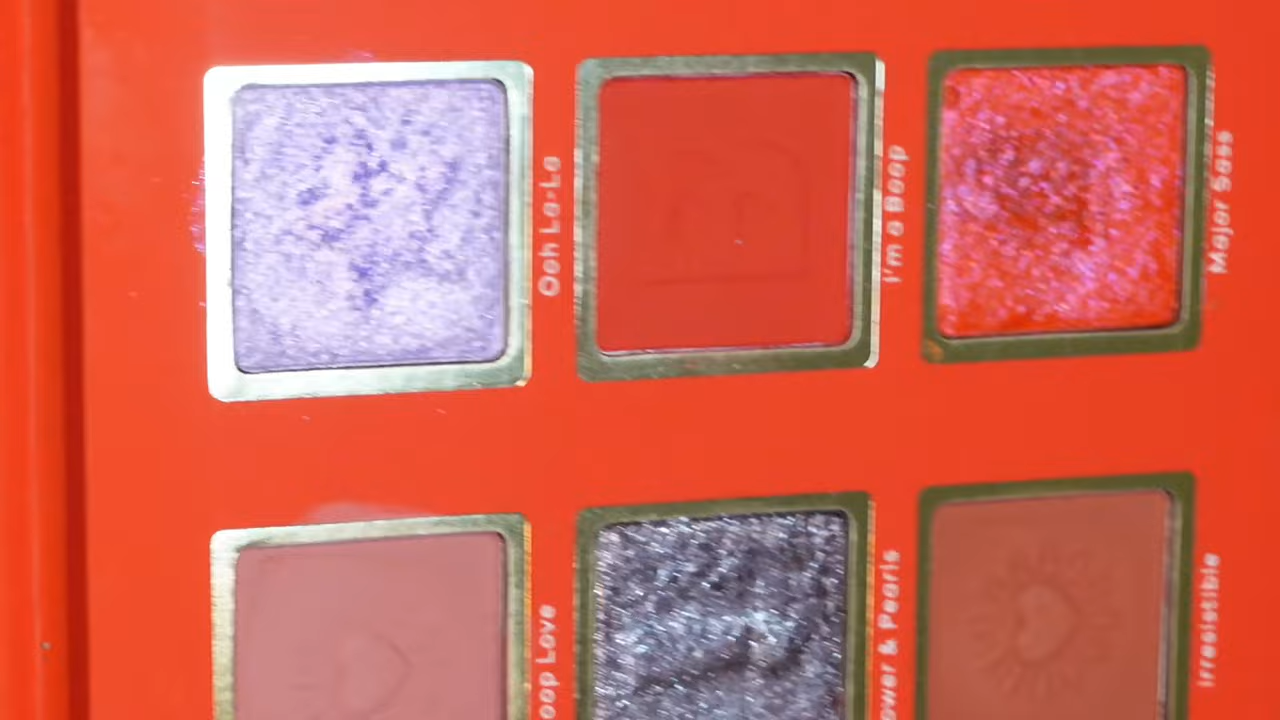 Ooh La-La
I'm a Boop
Major Sass
oop Love
ower & Pearls
Irresistible